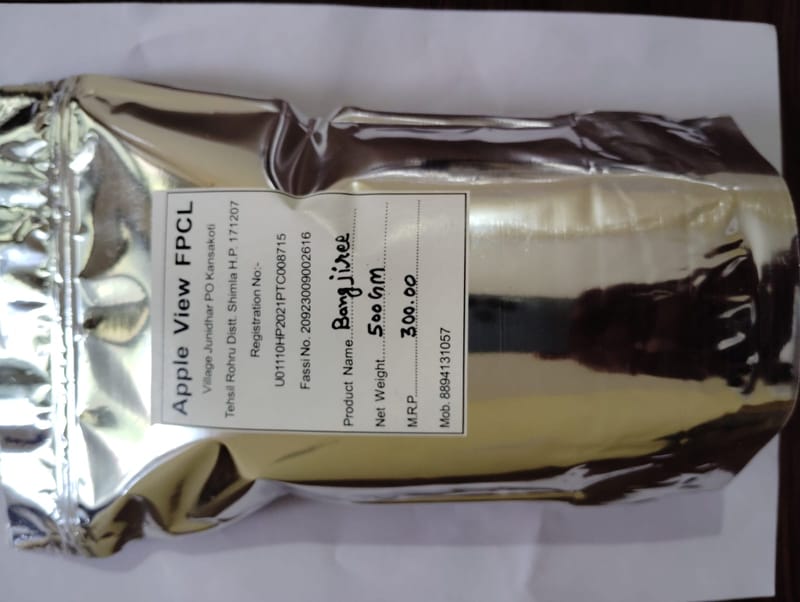 Apple View FPCL
Village Junidhar PO Kansakoti
Tehsil Rohru Distt. Shimla H.P. 171207
Registration No:-
U01110HP2021PTC008715
Fassi No. 20923009002616
Product Name Bangjiree
Net Weight 500GM
M.R.P. 300.00
Mob. 8894131057